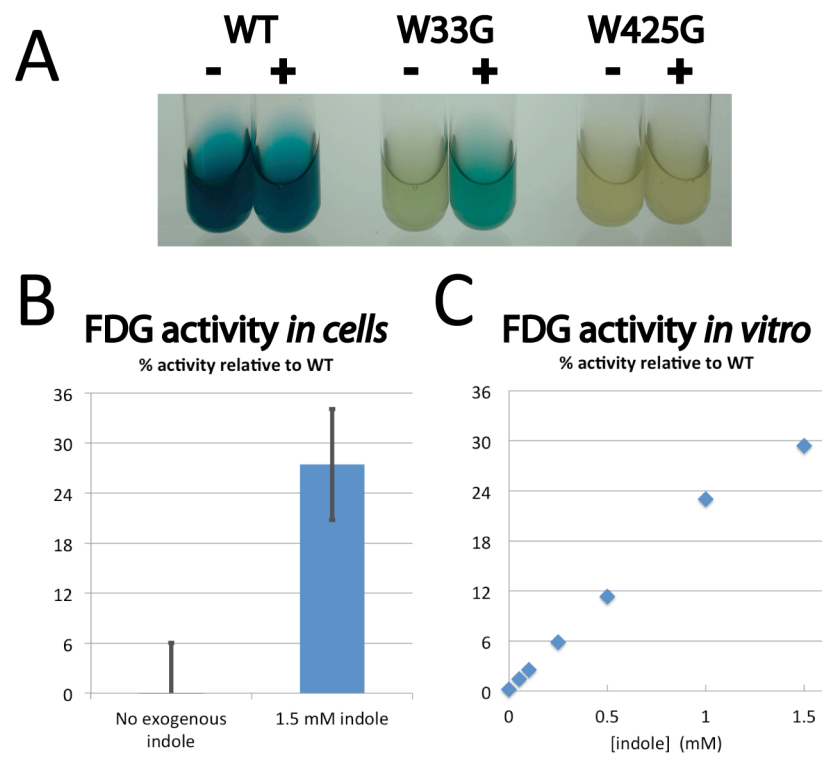 A
WT W33G W425G
- + - + - +
B
FDG activity in cells
% activity relative to WT
36
30
24
18
12
6
0
No exogenous
indole
1.5 mM indole
C
FDG activity in vitro
% activity relative to WT
36
30
24
18
12
6
0
0 0.5 1 1.5
[indole] (mM)